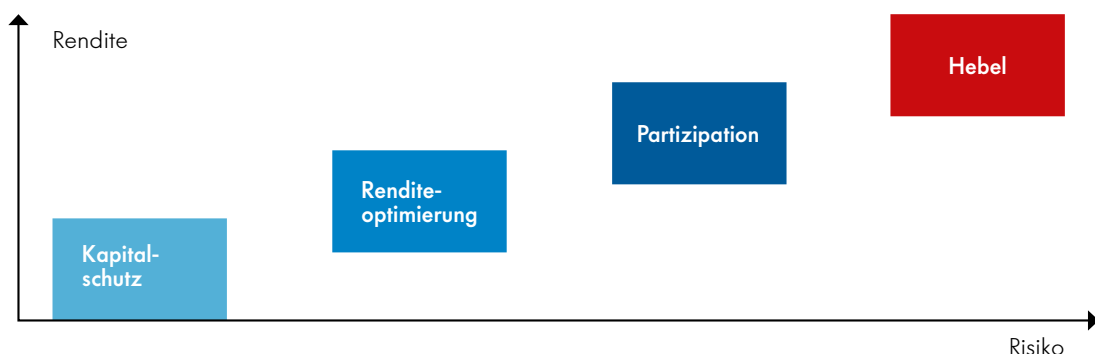 Rendite
Hebel
Partizipation
Rendite-
optimierung
Kapital-
schutz
Risiko